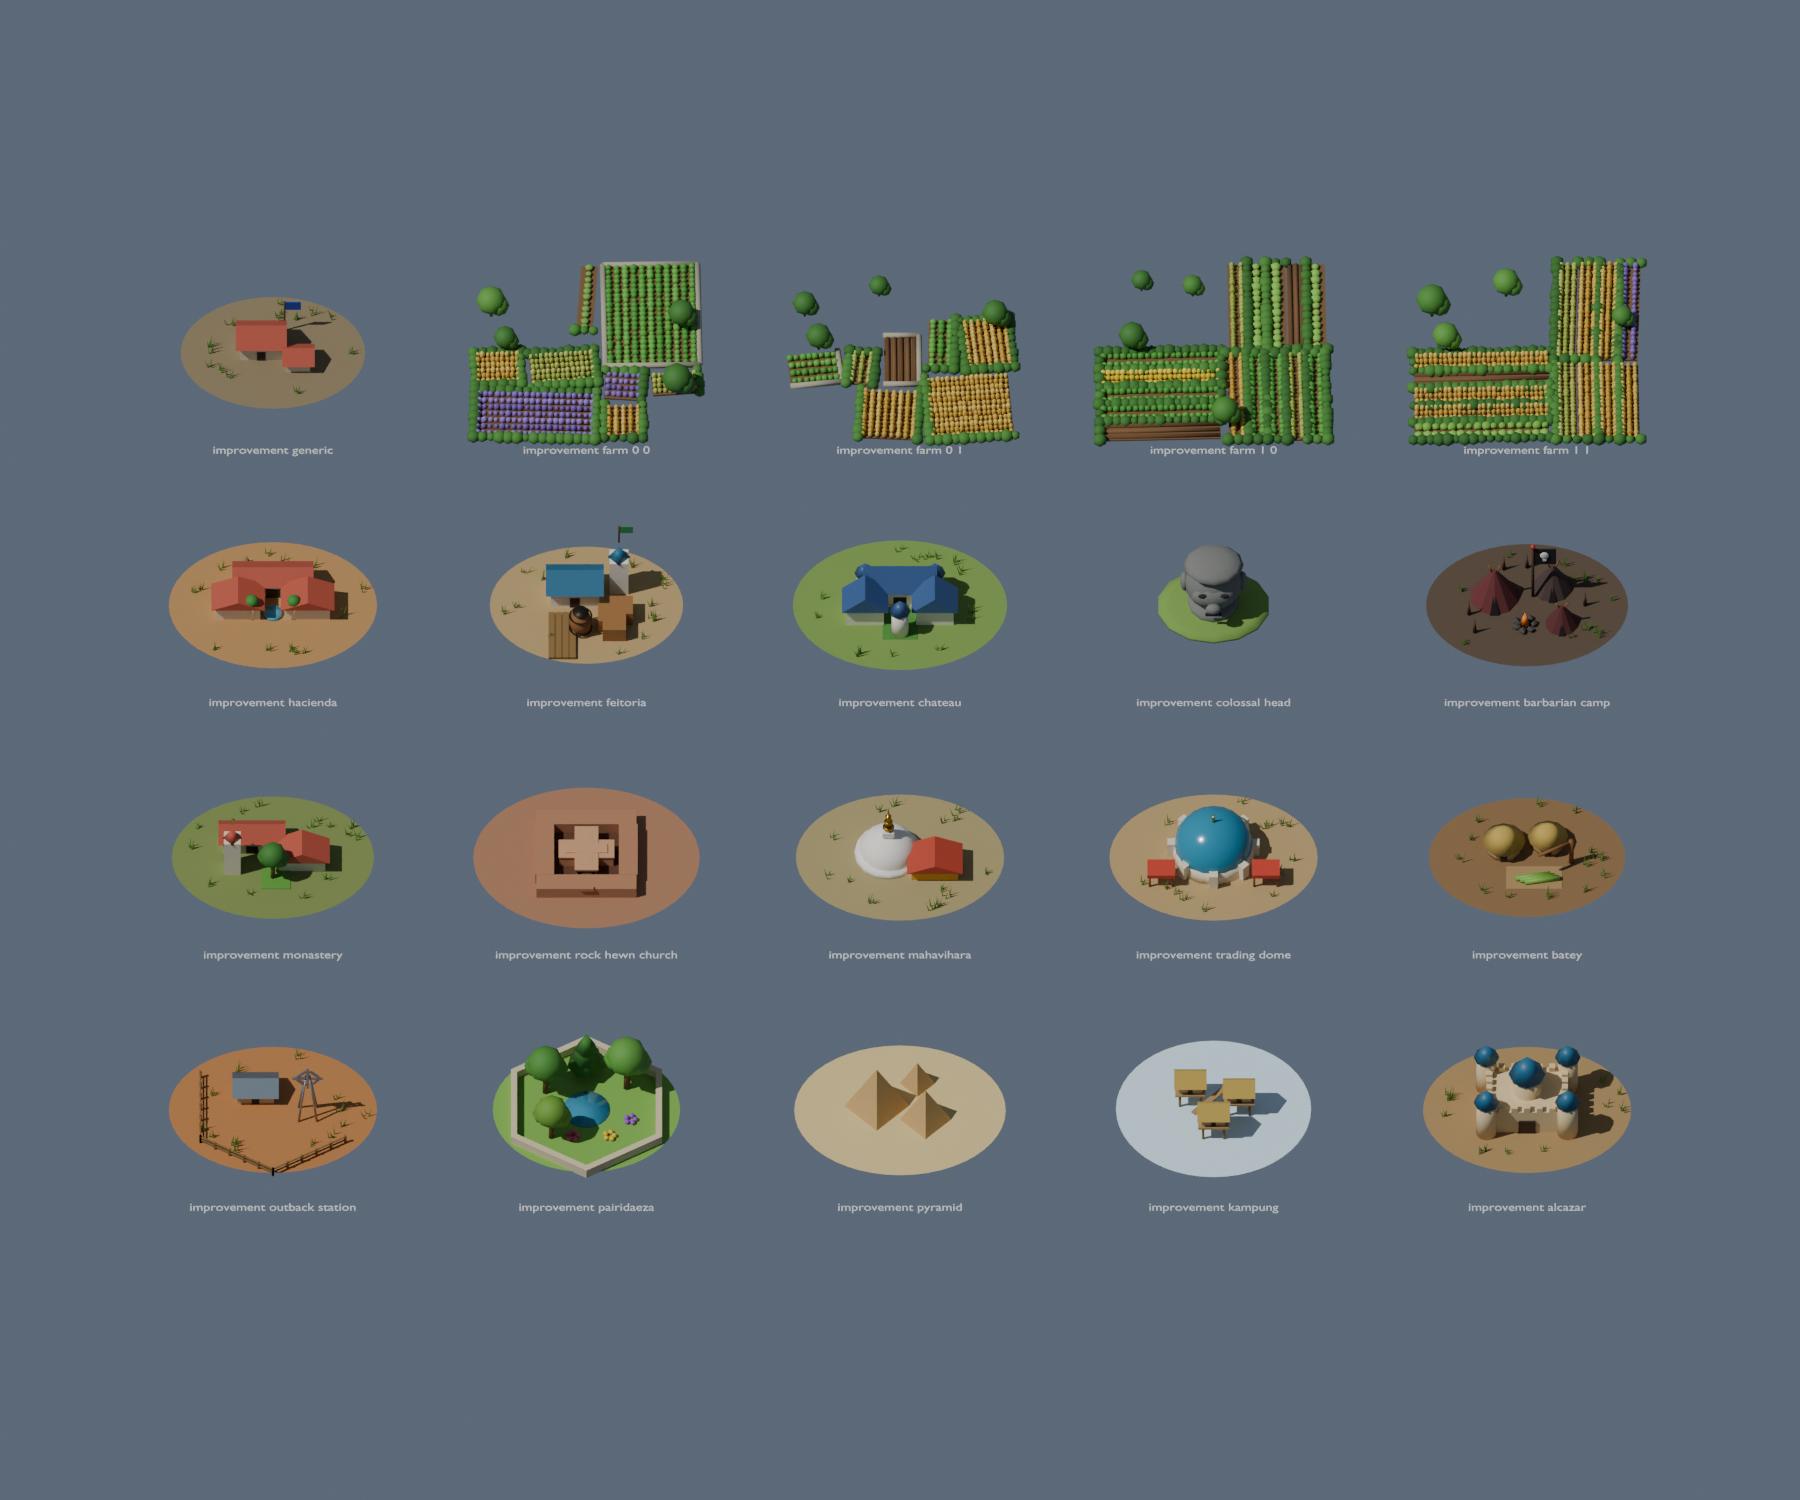 improvement generic
improvement farm 0 0
improvement farm 0 1
improvement farm 1 0
improvement farm 1 1
improvement hacienda
improvement feitoria
improvement chateau
improvement colossal head
improvement barbarian camp
improvement monastery
improvement rock hewn church
improvement mahavihara
improvement trading dome
improvement batey
improvement outback station
improvement pairidaeza
improvement pyramid
improvement kampung
improvement alcazar